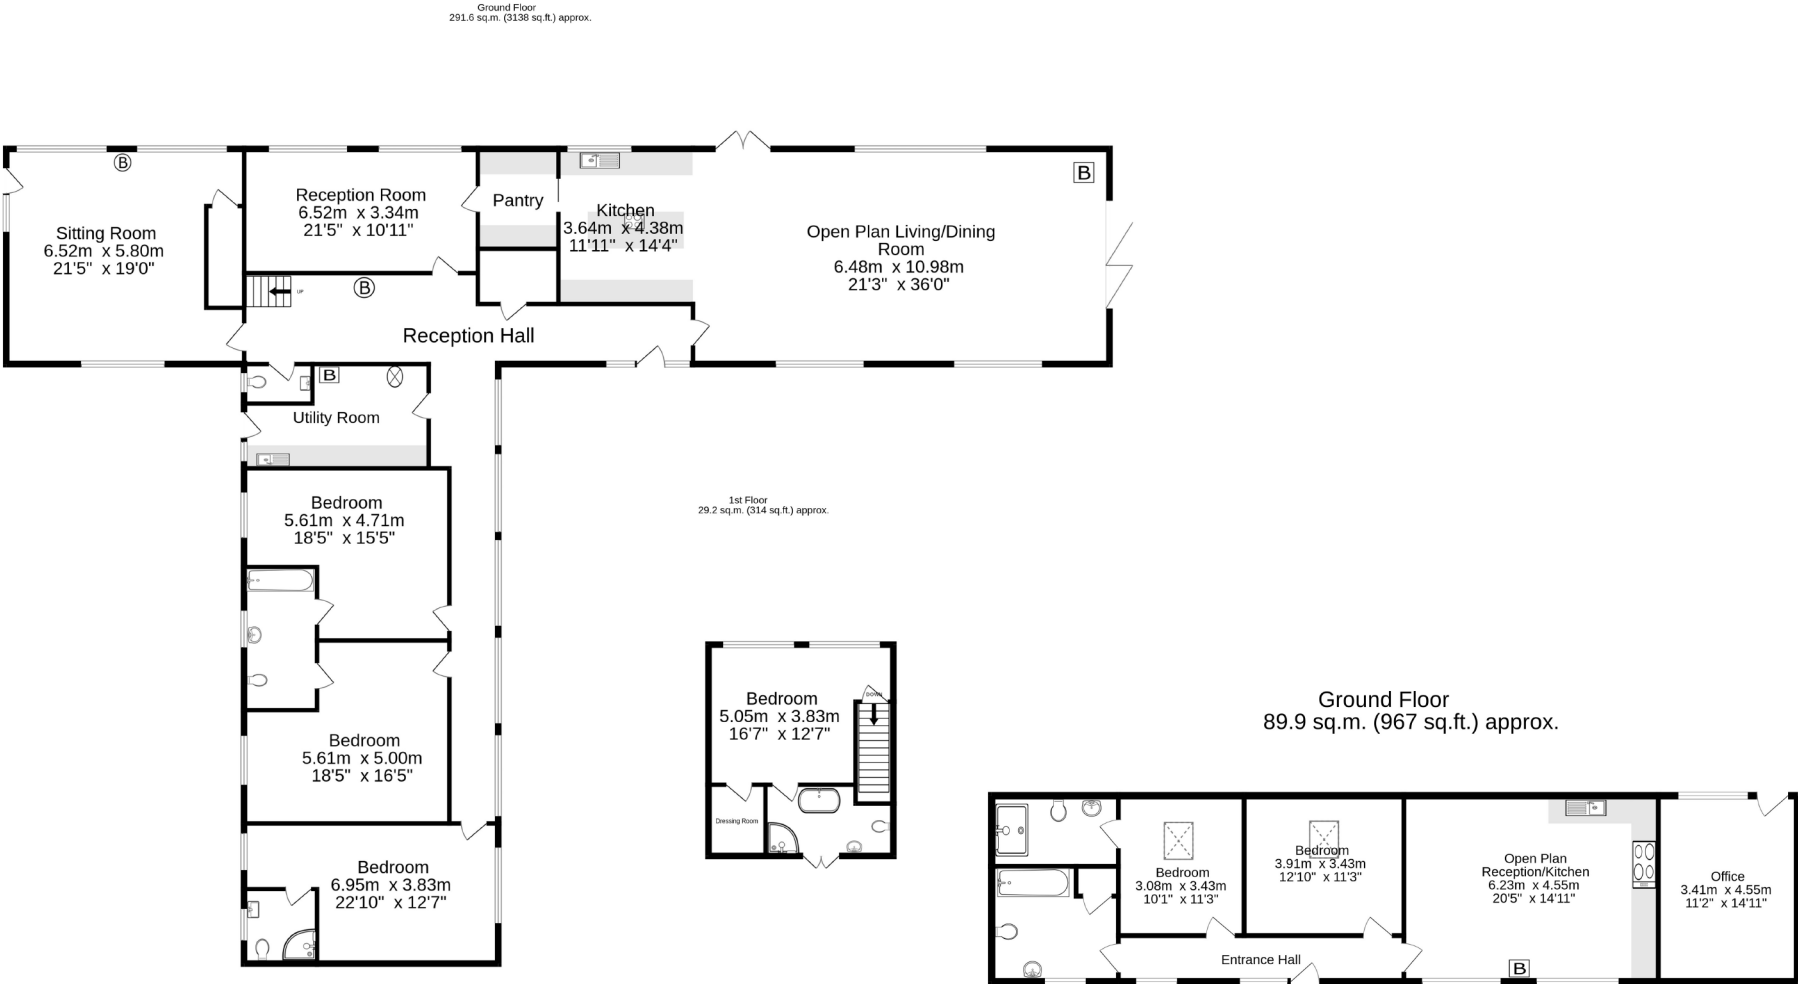 Ground Floor
291.6 sq.m. (3138 sq.ft.) approx.
B
B
Sitting Room
6.52m x 5.80m
21'5" x 19'0"
Reception Room
6.52m x 3.34m
21'5" x 10'11"
Pantry
Kitchen
3.64m x 4.38m
11'11" x 14'4"
Open Plan Living/Dining
Room
6.48m x 10.98m
21'3" x 36'0"
UP
B
Reception Hall
B
Utility Room
Bedroom
5.61m x 4.71m
18'5" x 15'5"
Bedroom
5.61m x 5.00m
18'5" x 16'5"
Bedroom
6.95m x 3.83m
22'10" x 12'7"
1st Floor
29.2 sq.m. (314 sq.ft.) approx.
Bedroom
5.05m x 3.83m
16'7" x 12'7"
DOWN
Dressing Room
Ground Floor
89.9 sq.m. (967 sq.ft.) approx.
Bedroom
3.08m x 3.43m
10'1" x 11'3"
Bedroom
3.91m x 3.43m
12'10" x 11'3"
Open Plan
Reception/Kitchen
6.23m x 4.55m
20'5" x 14'11"
Office
3.41m x 4.55m
11'2" x 14'11"
Entrance Hall
B